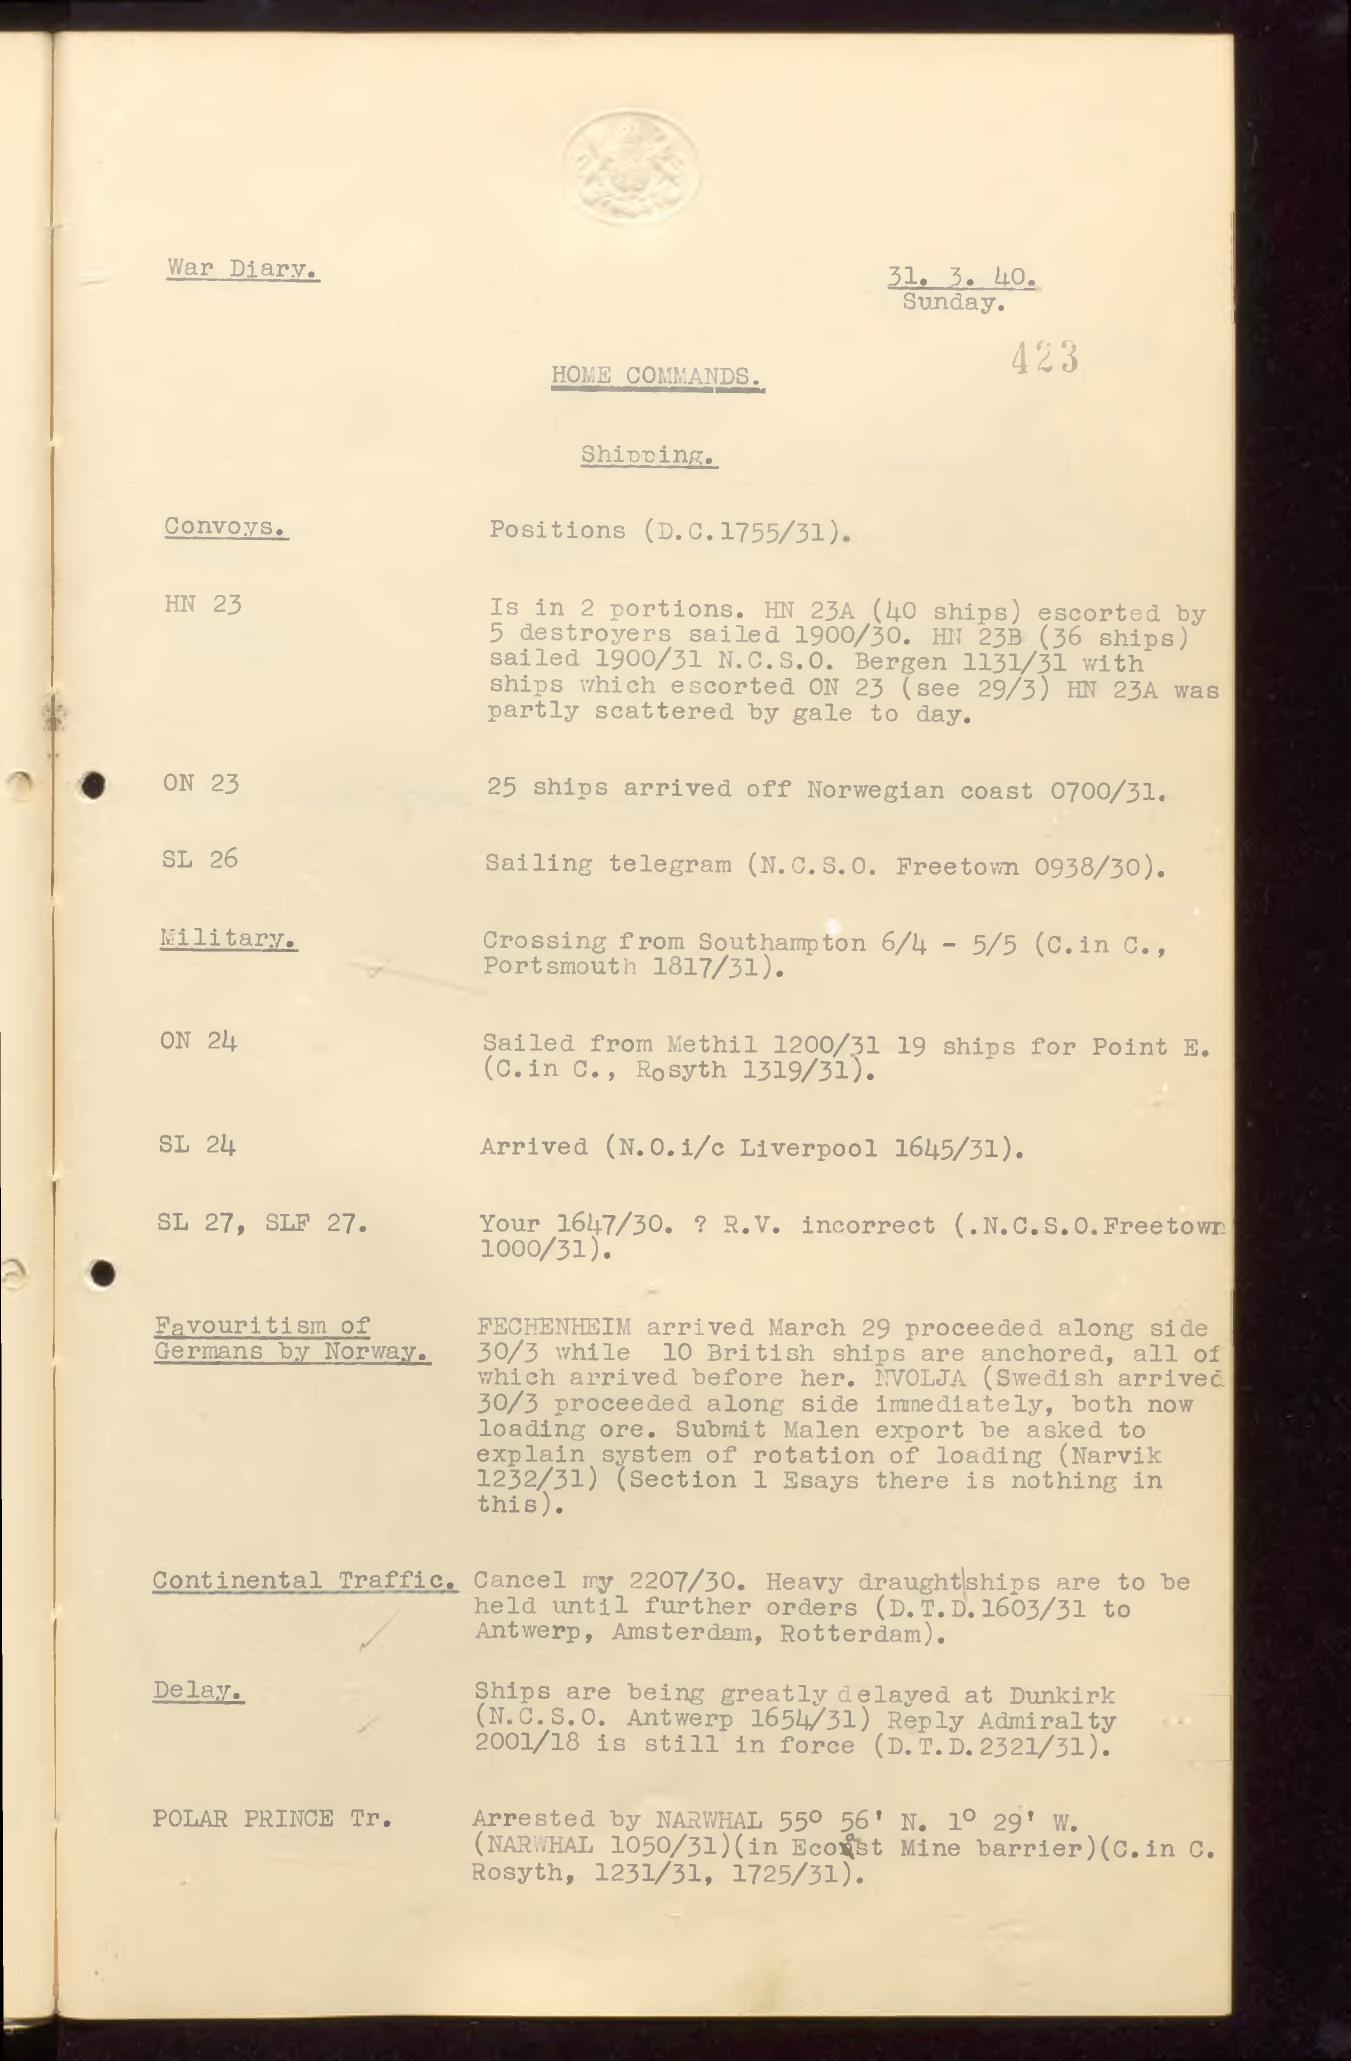 War Diary.
31. 3. 40.
Sunday.
423
HOME COMMANDS.
Shipping.
Convoys. Positions (D.C.1755/31).
HN 23 Is in 2 portions. HN 23A (40 ships) escorted by
5 destroyers sailed 1900/30. HN 23B (36 ships)
sailed 1900/31 N.C.S.O. Bergen 1131/31 with
ships which escorted ON 23 (see 29/3) HN 23A was
partly scattered by gale to day.
ON 23 25 ships arrived off Norwegian coast 0700/31.
SL 26 Sailing telegram (N.C.S.O. Freetown 0938/30).
Military. Crossing from Southampton 6/4 - 5/5 (C.in C.,
Portsmouth 1817/31).
ON 24 Sailed from Methil 1200/31 19 ships for Point E.
(C.in C., Rosyth 1319/31).
SL 24 Arrived (N.O.i/c Liverpool 1645/31).
SL 27, SLF 27. Your 1647/30. ? R.V. incorrect (.N.C.S.O.Freetown
1000/31).
Favouritism of FECHENHEIM arrived March 29 proceeded along side
Germans by Norway. 30/3 while 10 British ships are anchored, all of
which arrived before her. NVOLJA (Swedish arrived
30/3 proceeded along side immediately, both now
loading ore. Submit Malen export be asked to
explain system of rotation of loading (Narvik
1232/31) (Section 1 Esays there is nothing in
this).
Continental Traffic. Cancel my 2207/30. Heavy draught|ships are to be
held until further orders (D.T.D.1603/31 to
Antwerp, Amsterdam, Rotterdam).
Delay. Ships are being greatly delayed at Dunkirk
(N.C.S.O. Antwerp 1654/31) Reply Admiralty
2001/18 is still in force (D.T.D.2321/31).
POLAR PRINCE Tr. Arrested by NARWHAL 55° 56' N. 1° 29' W.
(NARWHAL 1050/31)(in Ecoast Mine barrier)(C.in C.
Rosyth, 1231/31, 1725/31).